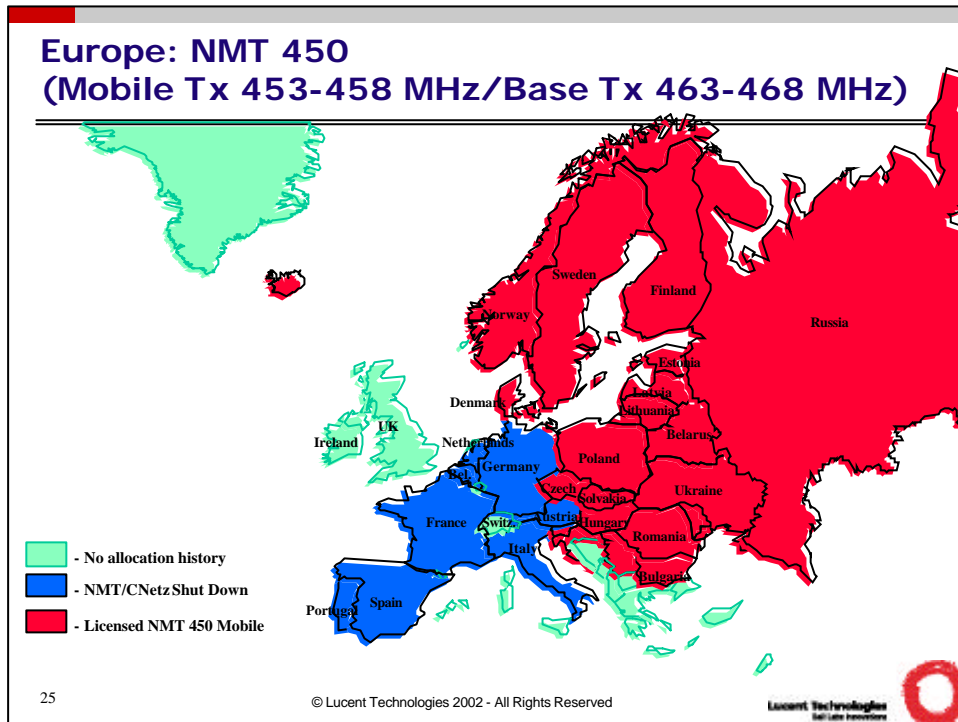 Europe: NMT 450
(Mobile Tx 453-458 MHz/Base Tx 463-468 MHz)
Sweden
Finland
Norway
Russia
Estonia
Latvia
Lithuania
Denmark
Belarus
Ireland
UK
Netherlands
Germany
Poland
Bel.
Czech
Solvakia
Ukraine
France
Switz.
Austria
Hungary
Italy
Romania
Bulgaria
Portugal
Spain
- No allocation history
- NMT/CNetz Shut Down
- Licensed NMT 450 Mobile
25
© Lucent Technologies 2002 - All Rights Reserved
Lucent Technologies
Bell Labs Innovations